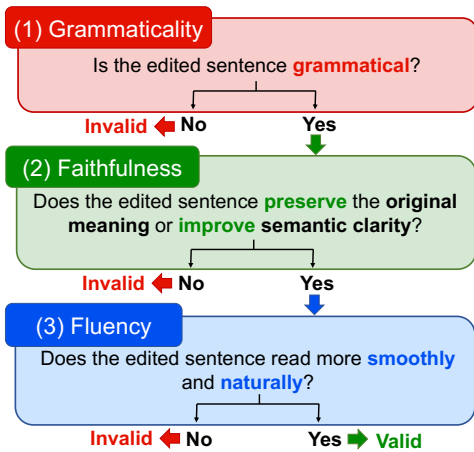 (1) Grammaticality
Is the edited sentence grammatical?
Invalid No Yes
(2) Faithfulness
Does the edited sentence preserve the original
meaning or improve semantic clarity?
Invalid No Yes
(3) Fluency
Does the edited sentence read more smoothly
and naturally?
Invalid No Yes Valid